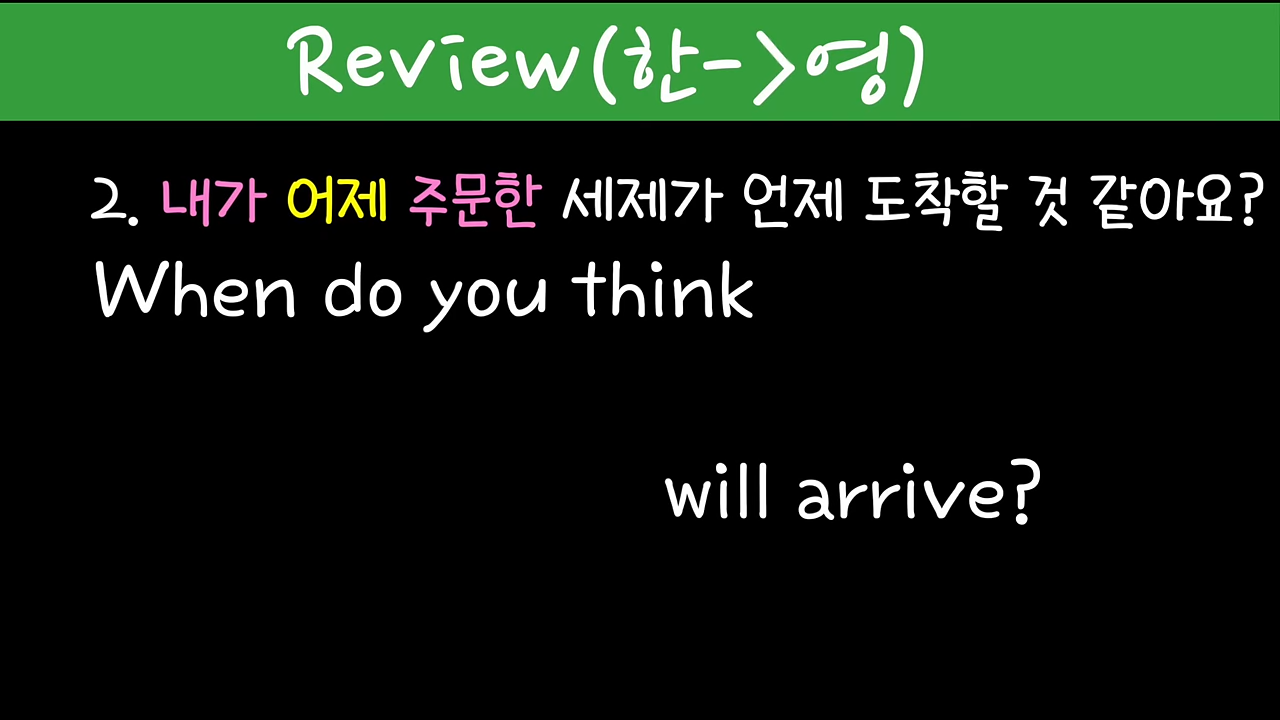 Review(한->영)
2. 내가 어제 주문한 세제가 언제 도착할 것 같아요?
When do you think
will arrive?